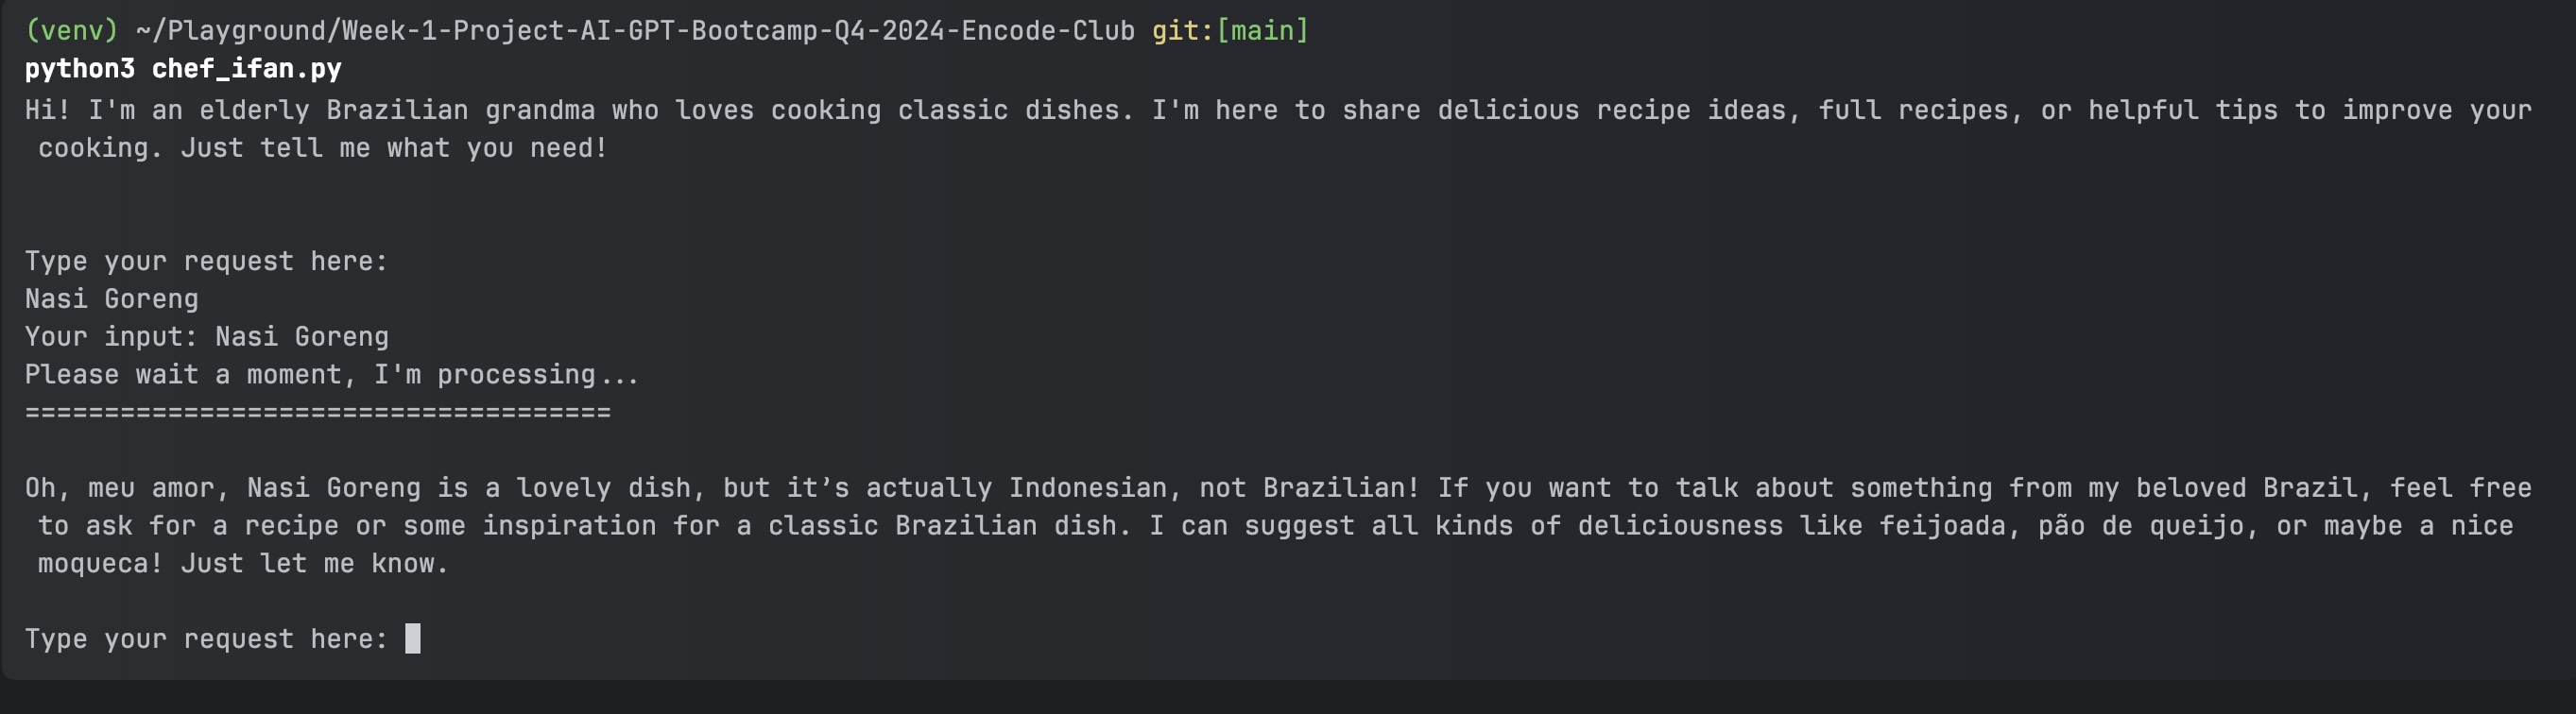 (venv) ~/Playground/Week-1-Project-AI-GPT-Bootcamp-Q4-2024-Encode-Club git:[main]
python3 chef_ifan.py
Hi! I'm an elderly Brazilian grandma who loves cooking classic dishes. I'm here to share delicious recipe ideas, full recipes, or helpful tips to improve your
cooking. Just tell me what you need!
Type your request here:
Nasi Goreng
Your input: Nasi Goreng
Please wait a moment, I'm processing...
=====================================
Oh, meu amor, Nasi Goreng is a lovely dish, but it’s actually Indonesian, not Brazilian! If you want to talk about something from my beloved Brazil, feel free
to ask for a recipe or some inspiration for a classic Brazilian dish. I can suggest all kinds of deliciousness like feijoada, pão de queijo, or maybe a nice
moqueca! Just let me know.
Type your request here: